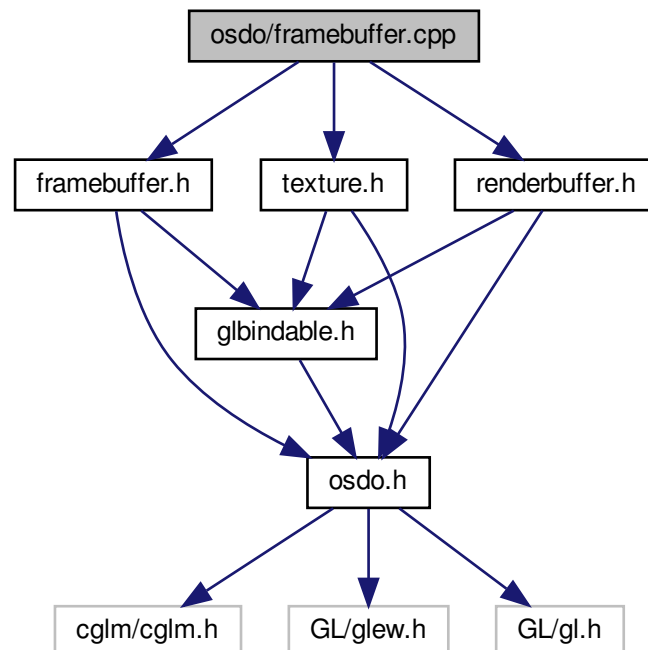 osdo/framebuffer.cpp
framebuffer.h
texture.h
renderbuffer.h
glbindable.h
osdo.h
cglm/cglm.h
GL/glew.h
GL/gl.h